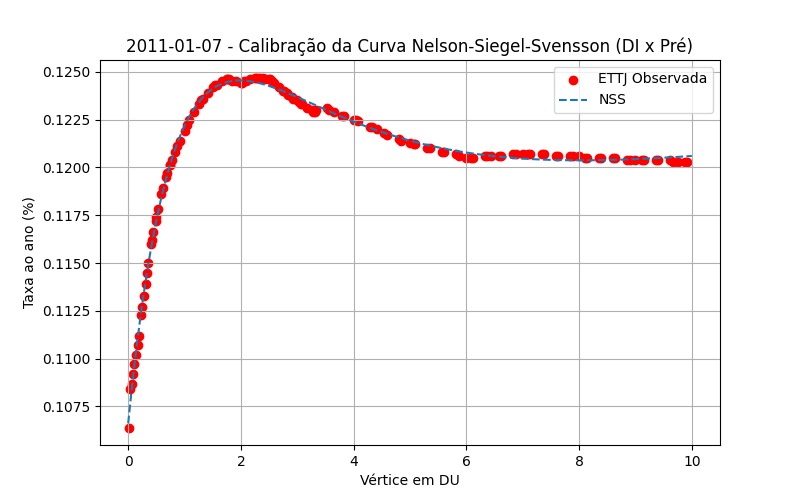 2011-01-07 - Calibração da Curva Nelson-Siegel-Svensson (DI x Pré)
ETTJ Observada
NSS
Taxa ao ano (%)
0.1250
0.1225
0.1200
0.1175
0.1150
0.1125
0.1100
0.1075
0 2 4 6 8 10
Vértice em DU